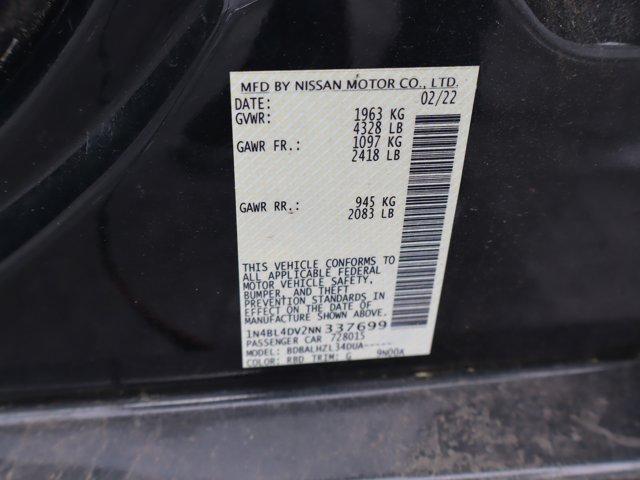 MFD BY NISSAN MOTOR CO., LTD.
DATE: 02/22
GVWR: 1963 KG
4328 LB
GAWR FR.: 1097 KG
2418 LB
GAWR RR.: 945 KG
2083 LB
THIS VEHICLE CONFORMS TO
ALL APPLICABLE FEDERAL
MOTOR VEHICLE SAFETY,
BUMPER, AND THEFT
PREVENTION STANDARDS IN
EFFECT ON THE DATE OF
MANUFACTURE SHOWN ABOVE.
1N4BL4DV2NN 337699
PASSENGER CAR 728015
MODEL: BDBALHZL34DUA-----
COLOR: RBD TRIM: G 9N00A